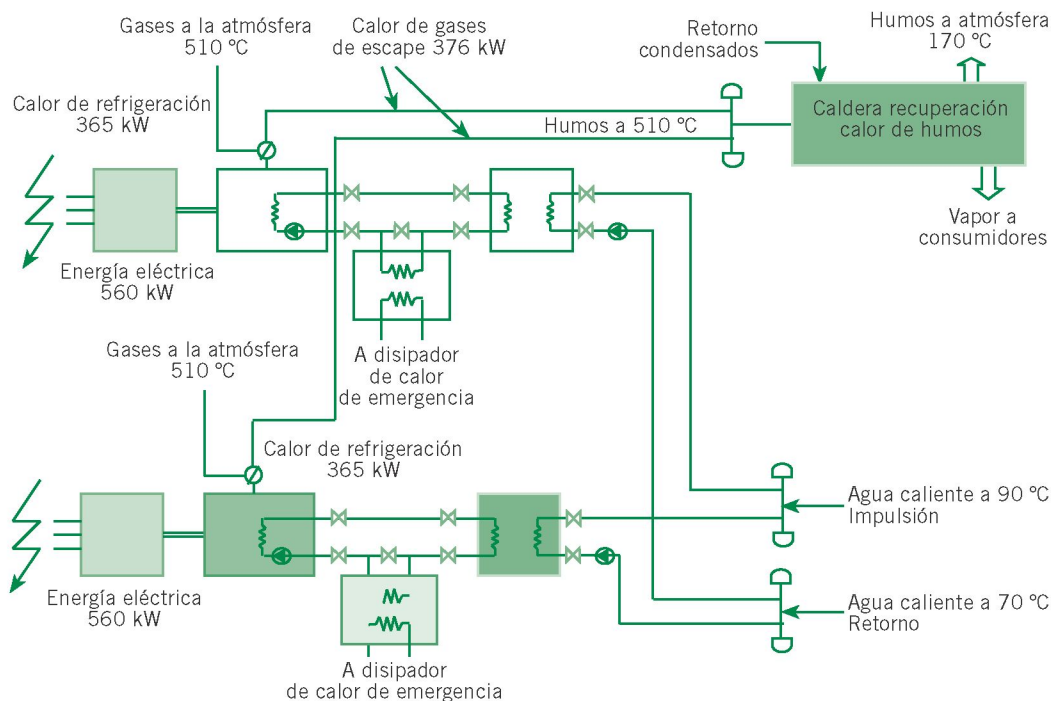 Gases a la atmósfera
510 ºC
Calor de gases
de escape 376 kW
Retorno
condensados
Humos a atmósfera
170 ºC
Calor de refrigeración
365 kW
Humos a 510 ºC
Caldera recuperación
calor de humos
Vapor a
consumidores
Energía eléctrica
560 kW
A disipador
de calor
de emergencia
Gases a la atmósfera
510 ºC
Calor de refrigeración
365 kW
Agua caliente a 90 ºC
Impulsión
Energía eléctrica
560 kW
Agua caliente a 70 ºC
Retorno
A disipador
de calor de emergencia